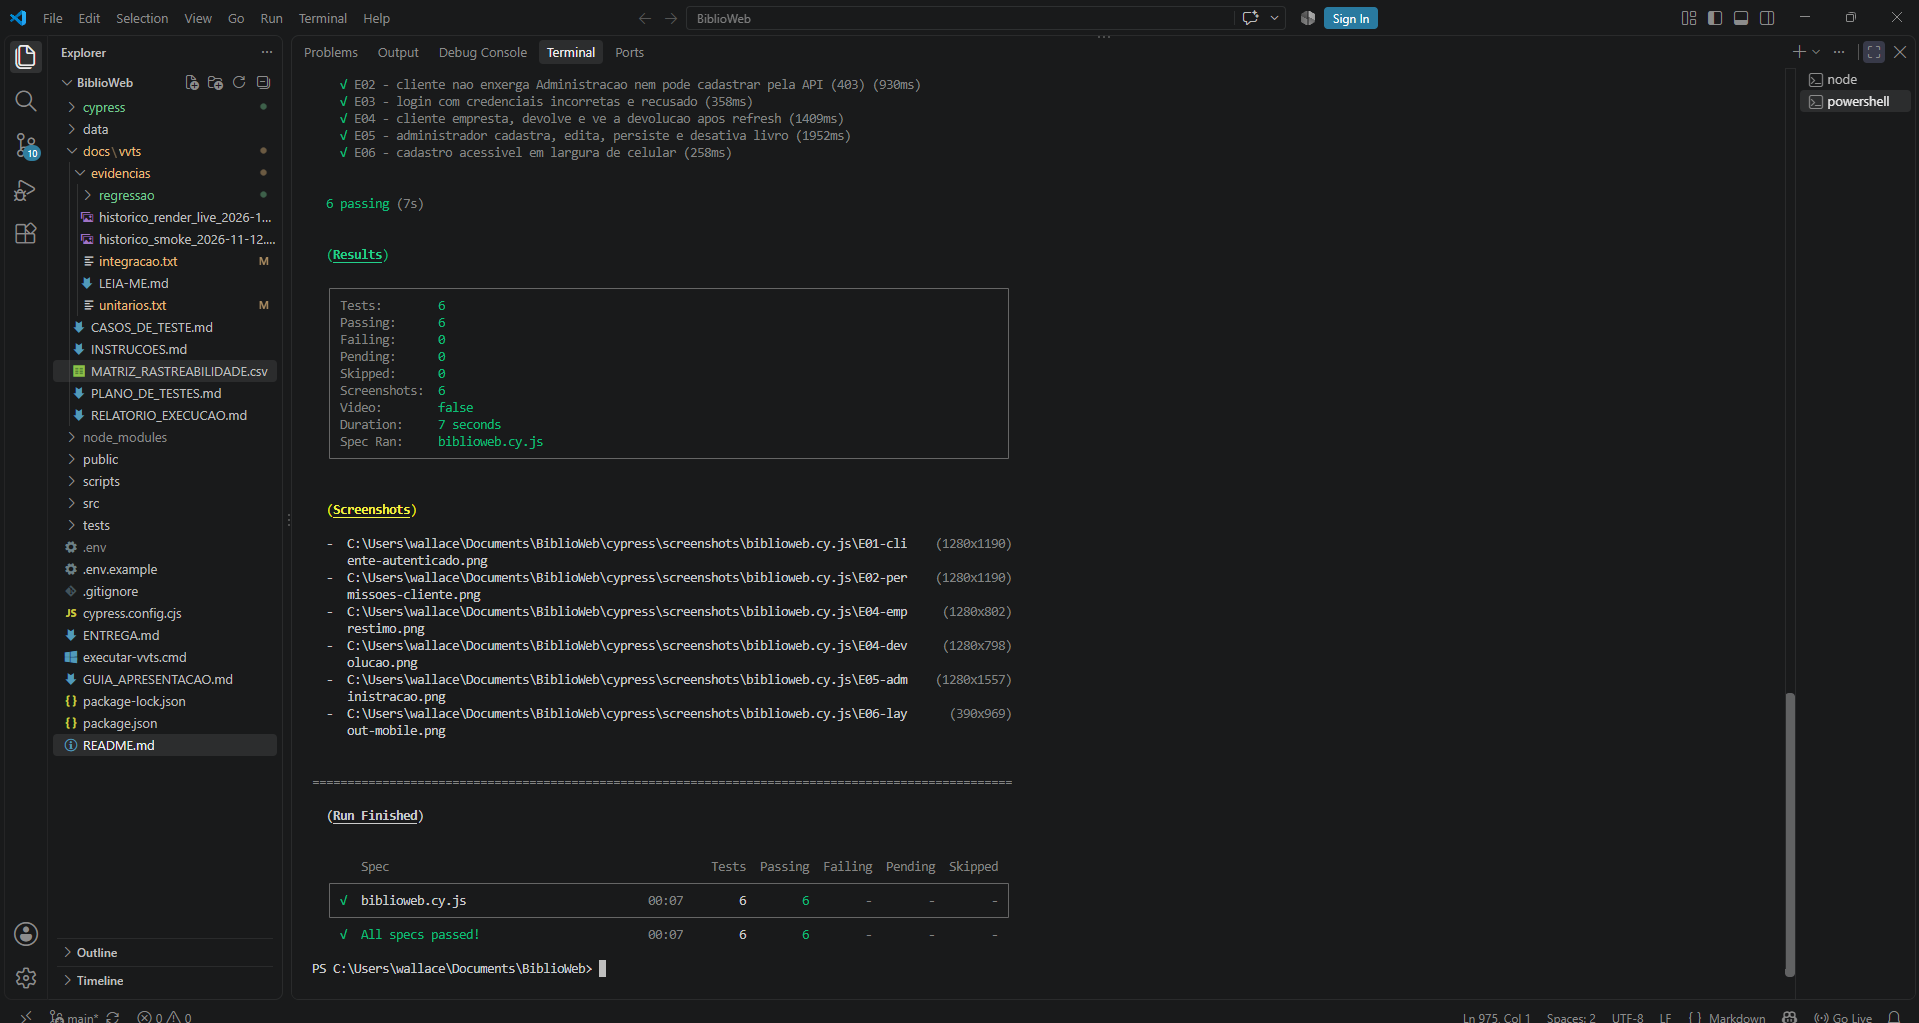 File Edit Selection View Go Run Terminal Help
BiblioWeb
Sign In
Explorer
BiblioWeb
cypress
data
docs\vvts
evidencias
regressao
historico_render_live_2026-1...
historico_smoke_2026-11-12....
integracao.txt M
LEIA-ME.md
unitarios.txt M
CASOS_DE_TESTE.md
INSTRUCOES.md
MATRIZ_RASTREABILIDADE.csv
PLANO_DE_TESTES.md
RELATORIO_EXECUCAO.md
node_modules
public
scripts
src
tests
.env
.env.example
.gitignore
JS cypress.config.cjs
ENTREGA.md
executar-vvts.cmd
GUIA_APRESENTACAO.md
{} package-lock.json
{} package.json
README.md
Outline
Timeline
10
Problems Output Debug Console Terminal Ports
node
powershell
√ E02 - cliente nao enxerga Administracao nem pode cadastrar pela API (403) (930ms)
√ E03 - login com credenciais incorretas e recusado (358ms)
√ E04 - cliente empresta, devolve e ve a devolucao apos refresh (1409ms)
√ E05 - administrador cadastra, edita, persiste e desativa livro (1952ms)
√ E06 - cadastro acessivel em largura de celular (258ms)
6 passing (7s)
(Results)
Tests: 6
Passing: 6
Failing: 0
Pending: 0
Skipped: 0
Screenshots: 6
Video: false
Duration: 7 seconds
Spec Ran: biblioweb.cy.js
(Screenshots)
- C:\Users\wallace\Documents\BiblioWeb\cypress\screenshots\biblioweb.cy.js\E01-cli (1280x1190)
ente-autenticado.png
- C:\Users\wallace\Documents\BiblioWeb\cypress\screenshots\biblioweb.cy.js\E02-per (1280x1190)
missoes-cliente.png
- C:\Users\wallace\Documents\BiblioWeb\cypress\screenshots\biblioweb.cy.js\E04-emp (1280x802)
restimo.png
- C:\Users\wallace\Documents\BiblioWeb\cypress\screenshots\biblioweb.cy.js\E04-dev (1280x798)
olucao.png
- C:\Users\wallace\Documents\BiblioWeb\cypress\screenshots\biblioweb.cy.js\E05-adm (1280x1557)
inistracao.png
- C:\Users\wallace\Documents\BiblioWeb\cypress\screenshots\biblioweb.cy.js\E06-lay (390x969)
out-mobile.png
====================================================================================================
(Run Finished)
Spec Tests Passing Failing Pending Skipped
√ biblioweb.cy.js 00:07 6 6 - - -
√ All specs passed! 00:07 6 6 - - -
PS C:\Users\wallace\Documents\BiblioWeb>
main* 0 0 Ln 975, Col 1 Spaces: 2 UTF-8 LF {} Markdown Go Live